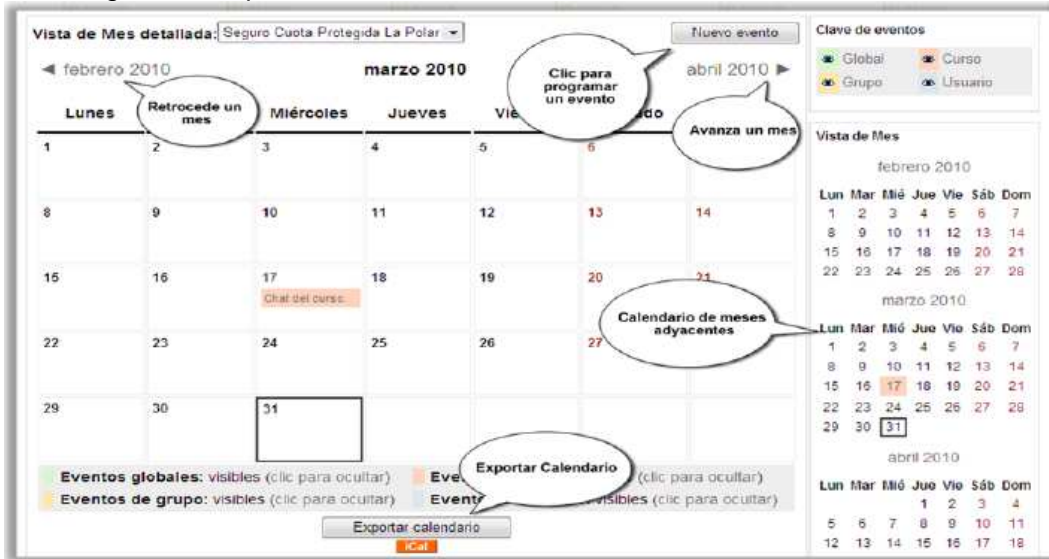 Vista de Mes detallada: Seguro Cuota Protegida La Polar
Nuevo evento
◄ febrero 2010 marzo 2010 abril 2010 ►
Clic para
programar
un evento
Retrocede un
mes
Avanza un mes
Lunes Miércoles Jueves
1 2 3 4 5 6
8 9 10 11 12 13 14
15 16 17 18 19 20 21
Chat del curso
Calendario de meses
adyacentes
22 23 24 25 26 27
29 30 31
Exportar Calendario
Eventos globales: visibles (clic para ocultar) (clic para ocultar)
Eventos de grupo: visibles (clic para ocultar) visibles (clic para ocultar)
Exportar calendario
iCal
Clave de eventos
Global Curso
Grupo Usuario
Vista de Mes
febrero 2010
Lun Mar Mié Jue Vie Sáb Dom
1 2 3 4 5 6 7
8 9 10 11 12 13 14
15 16 17 18 19 20 21
22 23 24 25 26 27 28
marzo 2010
Lun Mar Mié Jue Vie Sáb Dom
1 2 3 4 5 6 7
8 9 10 11 12 13 14
15 16 17 18 19 20 21
22 23 24 25 26 27 28
29 30 31
abril 2010
Lun Mar Mié Jue Vie Sáb Dom
1 2 3 4
5 6 7 8 9 10 11
12 13 14 15 16 17 18